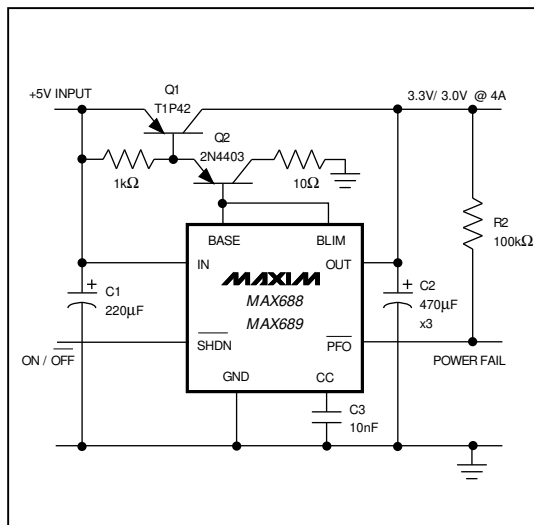 Q1
+5V INPUT
T1P42
3.3V/ 3.0V @ 4A
Q2
2N4403
1kΩ
10Ω
R2
100kΩ
BASE
BLIM
IN
OUT
MAXIM
C1
220µF
MAX688
MAX689
C2
470µF
x3
ON / OFF
SHDN
PFO
POWER FAIL
GND
CC
C3
10nF